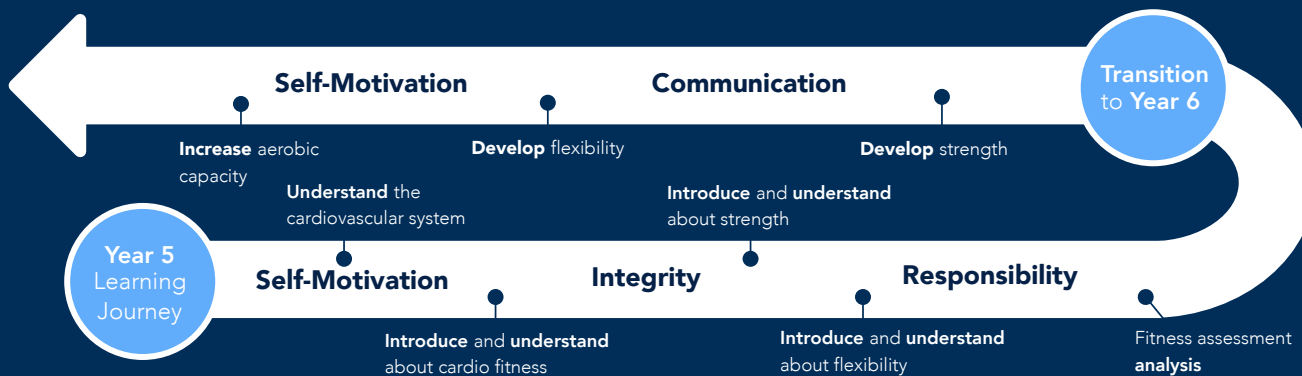 Self-Motivation
Communication
Transition
to Year 6
Increase aerobic
capacity
Develop flexibility
Develop strength
Understand the
cardiovascular system
Introduce and understand
about strength
Year 5
Learning
Journey
Self-Motivation
Integrity
Responsibility
Introduce and understand
about cardio fitness
Introduce and understand
about flexibility
Fitness assessment
analysis